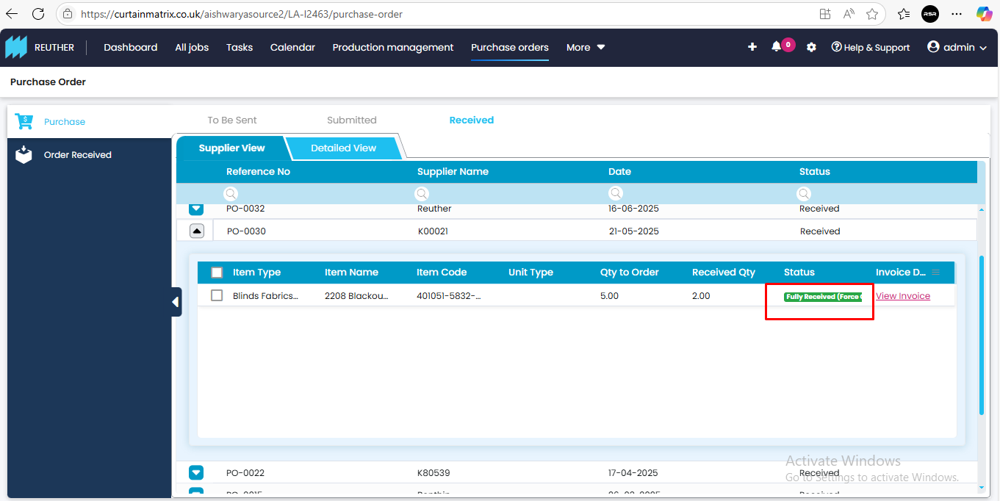 https://curtainmatrix.co.uk/aishwaryasource2/LA-I2463/purchase-order
RSR
REUTHER Dashboard All jobs Tasks Calendar Production management Purchase orders More 0 Help & Support admin
Purchase Order
Purchase To Be Sent Submitted Received
Order Received Supplier View Detailed View
Reference No Supplier Name Date Status
PO-0032 Reuther 16-06-2025 Received
PO-0030 K00021 21-05-2025 Received
Item Type Item Name Item Code Unit Type Qty to Order Received Qty Status Invoice D...
Blinds Fabrics... 2208 Blackou... 401051-5832-... 5.00 2.00 Fully Received (Force View Invoice
PO-0022 K80539 17-04-2025 Received
Activate Windows
Go to Settings to activate Windows.